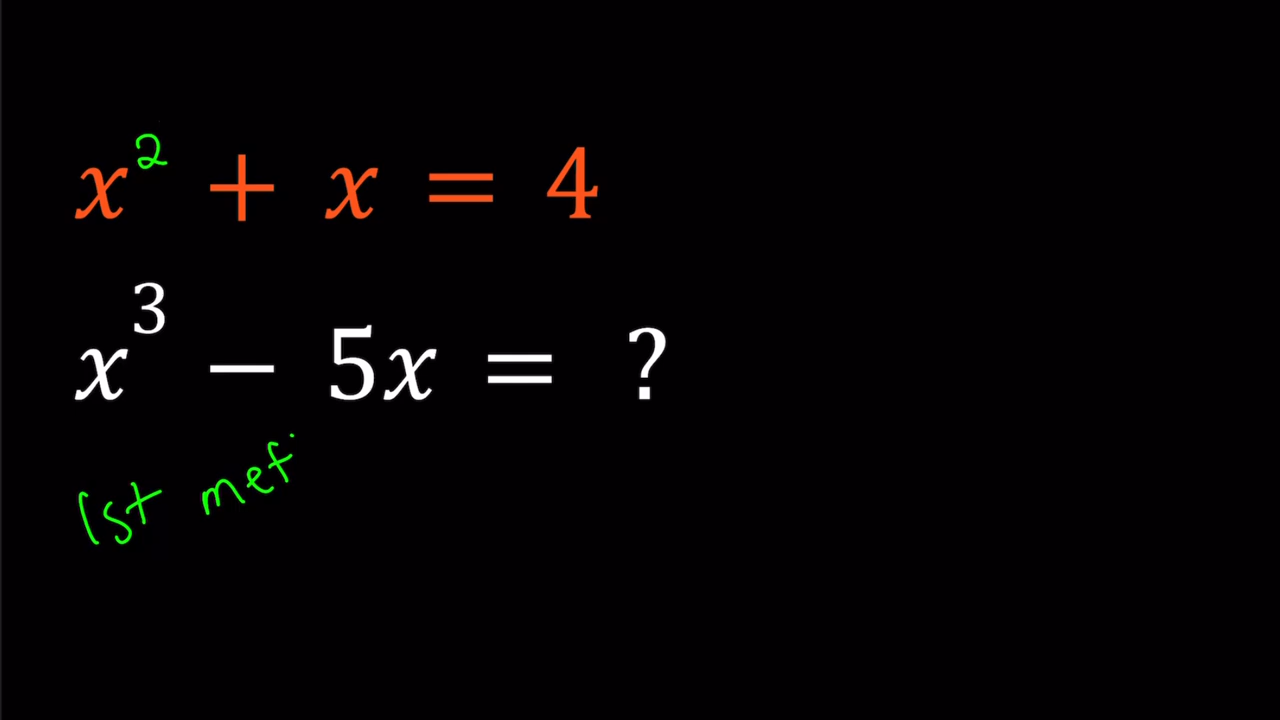 x² + x = 4
x³ − 5x = ?
1st met